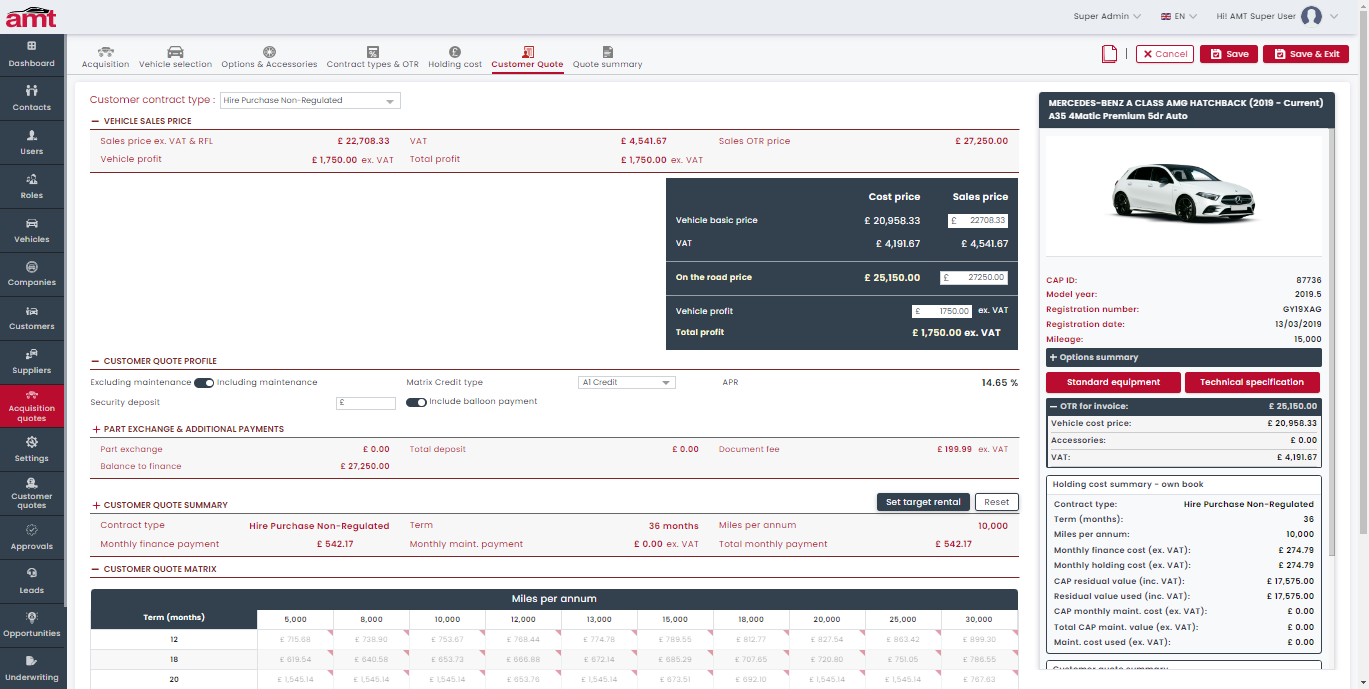 amt
Super Admin
EN
Hi! AMT Super User
Dashboard
Contacts
Users
Roles
Vehicles
Companies
Customers
Suppliers
Acquisition quotes
Settings
Customer quotes
Approvals
Leads
Opportunities
Underwriting
Acquisition Vehicle selection Options & Accessories Contract types & OTR Holding cost Customer Quote Quote summary
Cancel Save Save & Exit
Customer contract type : Hire Purchase Non-Regulated
VEHICLE SALES PRICE
Sales price ex. VAT & RFL £ 22,708.33 VAT £ 4,541.67 Sales OTR price £ 27,250.00
Vehicle profit £ 1,750.00 ex. VAT Total profit £ 1,750.00 ex. VAT
Cost price Sales price
Vehicle basic price £ 20,958.33 £ 22708.33
VAT £ 4,191.67 £ 4,541.67
On the road price £ 25,150.00 £ 27250.00
Vehicle profit £ 1750.00 ex. VAT
Total profit £ 1,750.00 ex. VAT
CUSTOMER QUOTE PROFILE
Excluding maintenance Including maintenance Matrix Credit type A1 Credit APR 14.65 %
Security deposit £ Include balloon payment
PART EXCHANGE & ADDITIONAL PAYMENTS
Part exchange £ 0.00 Total deposit £ 0.00 Document fee £ 199.99 ex. VAT
Balance to finance £ 27,250.00
CUSTOMER QUOTE SUMMARY Set target rental Reset
Contract type Hire Purchase Non-Regulated Term 36 months Miles per annum 10,000
Monthly finance payment £ 542.17 Monthly maint. payment £ 0.00 ex. VAT Total monthly payment £ 542.17
CUSTOMER QUOTE MATRIX
Miles per annum
Term (months) 5,000 8,000 10,000 12,000 13,000 15,000 18,000 20,000 25,000 30,000
12 £ 715.68 £ 738.90 £ 753.67 £ 768.44 £ 774.78 £ 789.55 £ 812.77 £ 827.54 £ 863.42 £ 899.30
18 £ 619.54 £ 640.58 £ 652.73 £ 666.88 £ 672.14 £ 685.29 £ 707.65 £ 720.80 £ 751.05 £ 786.55
20 £ 1,545.14 £ 1,545.14 £ 1,545.14 £ 653.76 £ 1,545.14 £ 673.51 £ 692.10 £ 1,545.14 £ 1,545.14 £ 767.63
MERCEDES-BENZ A CLASS AMG HATCHBACK (2019 - Current)
A35 4Matic Premium 5dr Auto
CAP ID: 87736
Model year: 2019.5
Registration number: GY19XAG
Registration date: 13/03/2019
Mileage: 15,000
Options summary
Standard equipment Technical specification
OTR for invoice: £ 25,150.00
Vehicle cost price: £ 20,958.33
Accessories: £ 0.00
VAT: £ 4,191.67
Holding cost summary - own book
Contract type: Hire Purchase Non-Regulated
Term (months): 36
Miles per annum: 10,000
Monthly finance cost (ex. VAT): £ 274.79
Monthly holding cost (ex. VAT): £ 274.79
CAP residual value (inc. VAT): £ 17,575.00
Residual value used (inc. VAT): £ 17,575.00
CAP monthly maint. cost (ex. VAT): £ 0.00
Total CAP maint. value (ex. VAT): £ 0.00
Maint. cost used (ex. VAT): £ 0.00
Customer quote summary